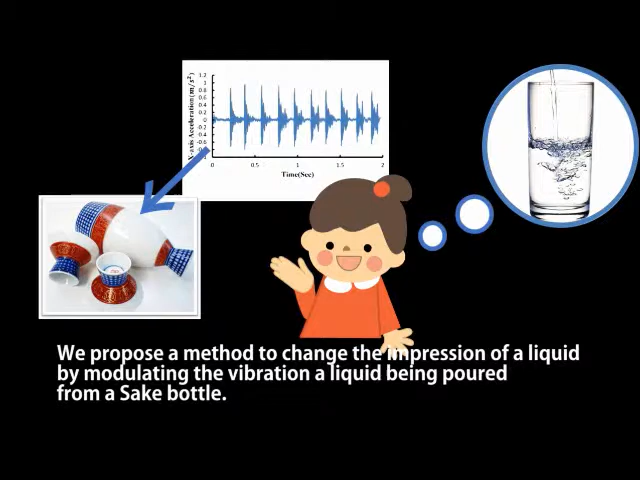 1.2
1
0.8
0.6
0.4
0.2
0
-0.2
-0.4
-0.6
X-axis Acceleration(m/s²)
0 0.5 1 1.5 2
Time(Sec)
We propose a method to change the impression of a liquid
by modulating the vibration a liquid being poured
from a Sake bottle.